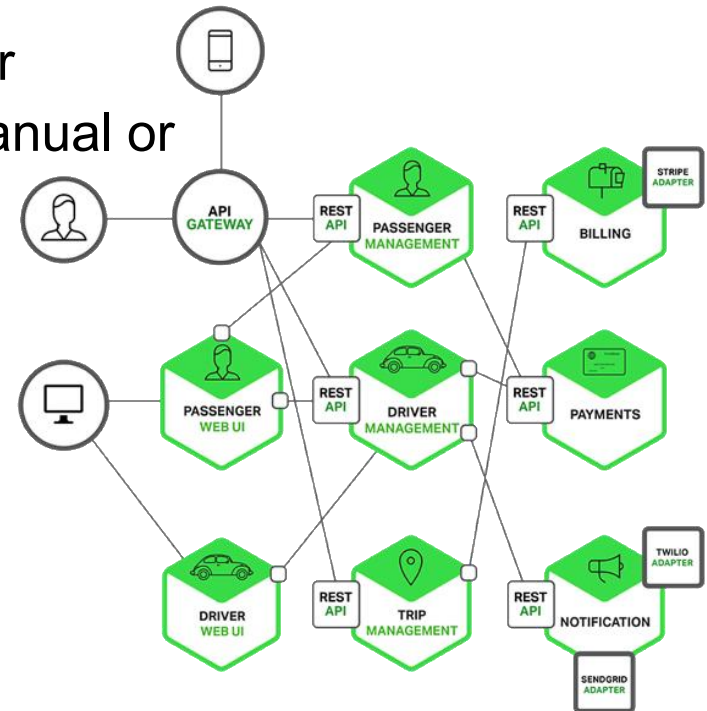 r
anual or
API
GATEWAY
REST
API
PASSENGER
MANAGEMENT
REST
API
BILLING
STRIPE
ADAPTER
PASSENGER
WEB UI
REST
API
DRIVER
MANAGEMENT
REST
API
PAYMENTS
DRIVER
WEB UI
REST
API
TRIP
MANAGEMENT
REST
API
NOTIFICATION
TWILIO
ADAPTER
SENDGRID
ADAPTER